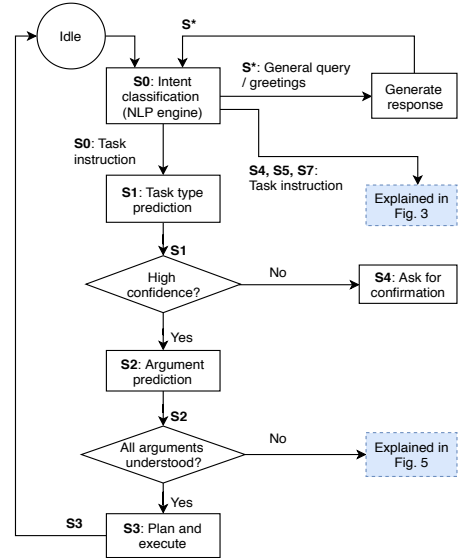 Idle
S*
S0: Intent
classification
(NLP engine)
S*: General query
/ greetings
Generate
response
S0: Task
instruction
S4, S5, S7:
Task instruction
S1: Task type
prediction
Explained in
Fig. 3
S1
High
confidence?
No
S4: Ask for
confirmation
Yes
S2: Argument
prediction
S2
All arguments
understood?
No
Explained in
Fig. 5
Yes
S3
S3: Plan and
execute